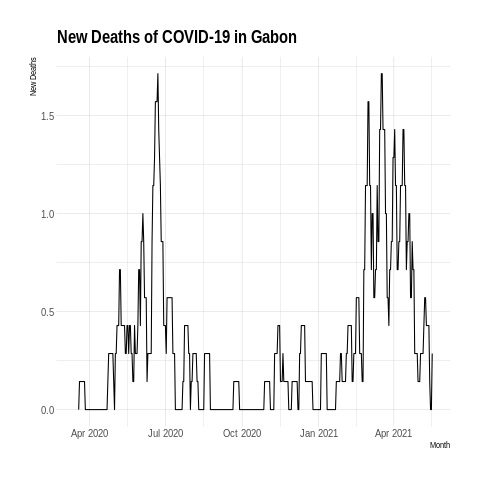 New Deaths of COVID-19 in Gabon
New Deaths
1.5
1.0
0.5
0.0
Apr 2020 Jul 2020 Oct 2020 Jan 2021 Apr 2021
Month